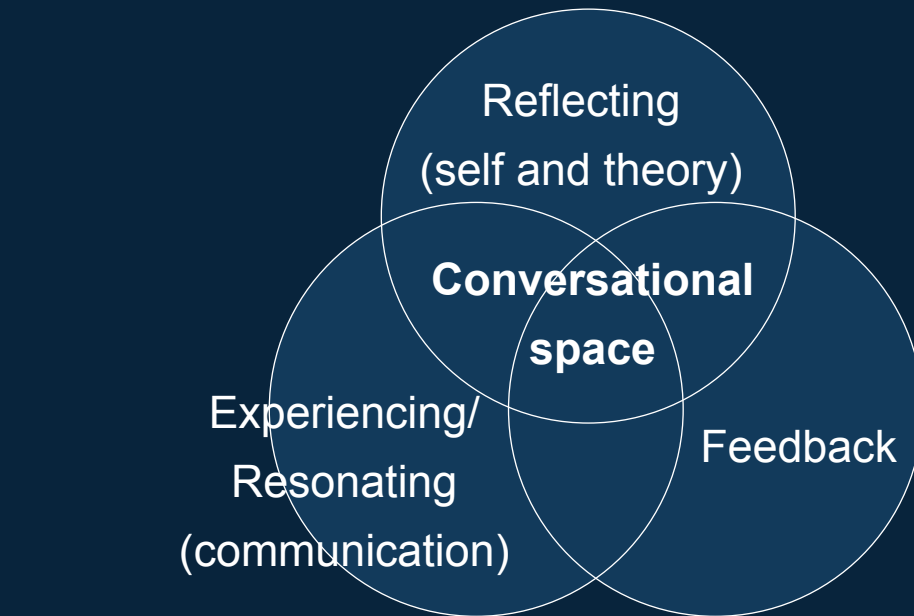 Reflecting
(self and theory)
Conversational
space
Experiencing/
Resonating
(communication)
Feedback